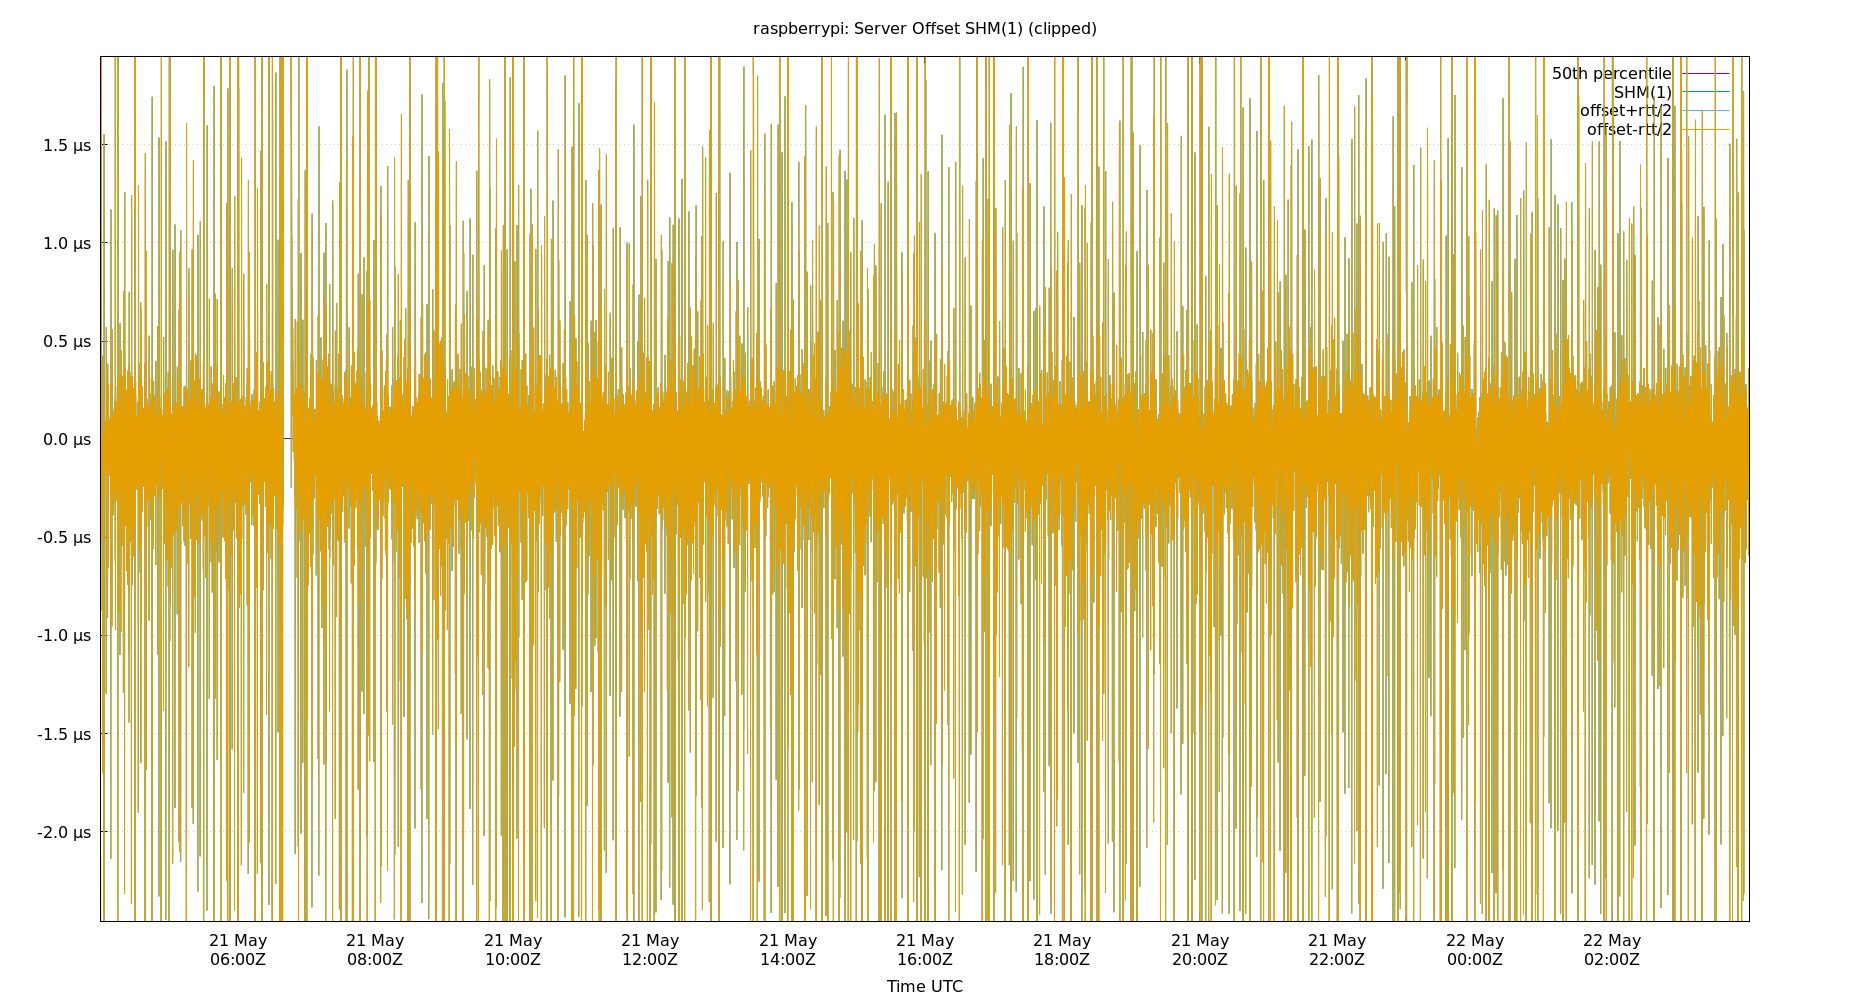 raspberrypi: Server Offset SHM(1) (clipped)
50th percentile
SHM(1)
offset+rtt/2
offset-rtt/2
1.5 µs
1.0 µs
0.5 µs
0.0 µs
-0.5 µs
-1.0 µs
-1.5 µs
-2.0 µs
21 May 21 May 21 May 21 May 21 May 21 May 21 May 21 May 21 May 22 May 22 May
06:00Z 08:00Z 10:00Z 12:00Z 14:00Z 16:00Z 18:00Z 20:00Z 22:00Z 00:00Z 02:00Z
Time UTC